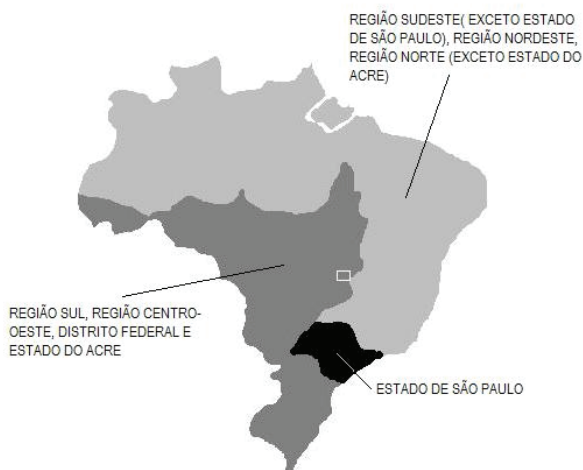 REGIÃO SUDESTE( EXCETO ESTADO
DE SÃO PAULO), REGIÃO NORDESTE,
REGIÃO NORTE (EXCETO ESTADO DO
ACRE)
REGIÃO SUL, REGIÃO CENTRO-
OESTE, DISTRITO FEDERAL E
ESTADO DO ACRE
ESTADO DE SÃO PAULO